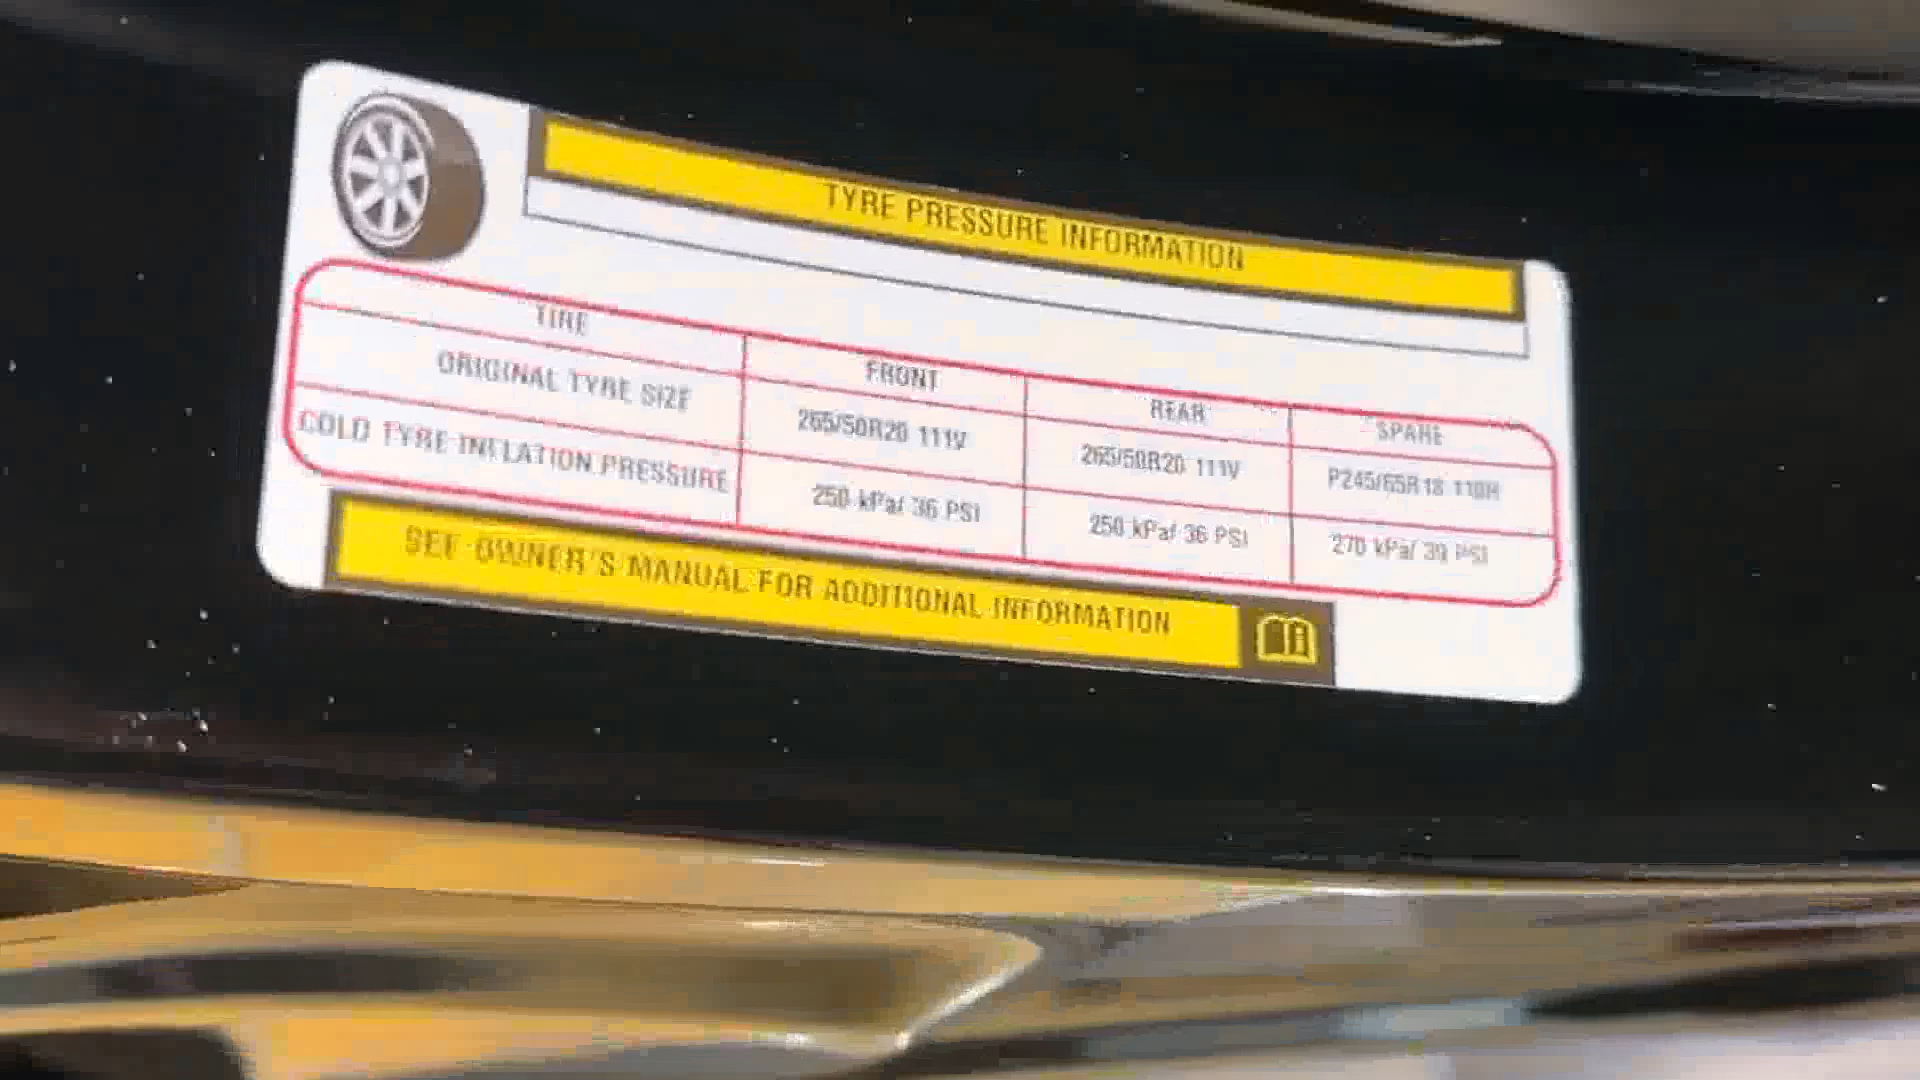 TYRE PRESSURE INFORMATION
TIRE FRONT REAR SPARE
ORIGINAL TYRE SIZE 265/50R20 111V 265/50R20 111V P245/65R18 110H
COLD TYRE INFLATION PRESSURE 250 kPa/ 36 PSI 250 kPa/ 36 PSI 270 kPa/ 39 PSI
SEE OWNER'S MANUAL FOR ADDITIONAL INFORMATION